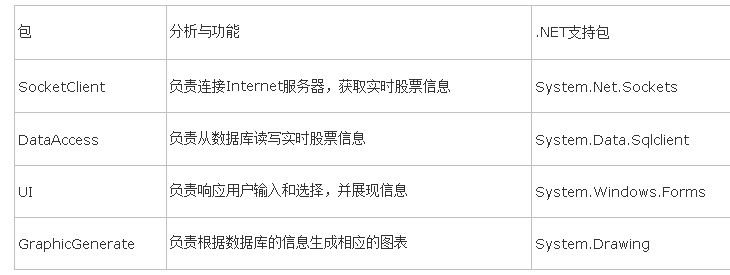 包 分析与功能 .NET支持包
SocketClient 负责连接Internet服务器，获取实时股票信息 System.Net.Sockets
DataAccess 负责从数据库读写实时股票信息 System.Data.Sqlclient
UI 负责响应用户输入和选择，并展现信息 System.Windows.Forms
GraphicGenerate 负责根据数据库的信息生成相应的图表 System.Drawing